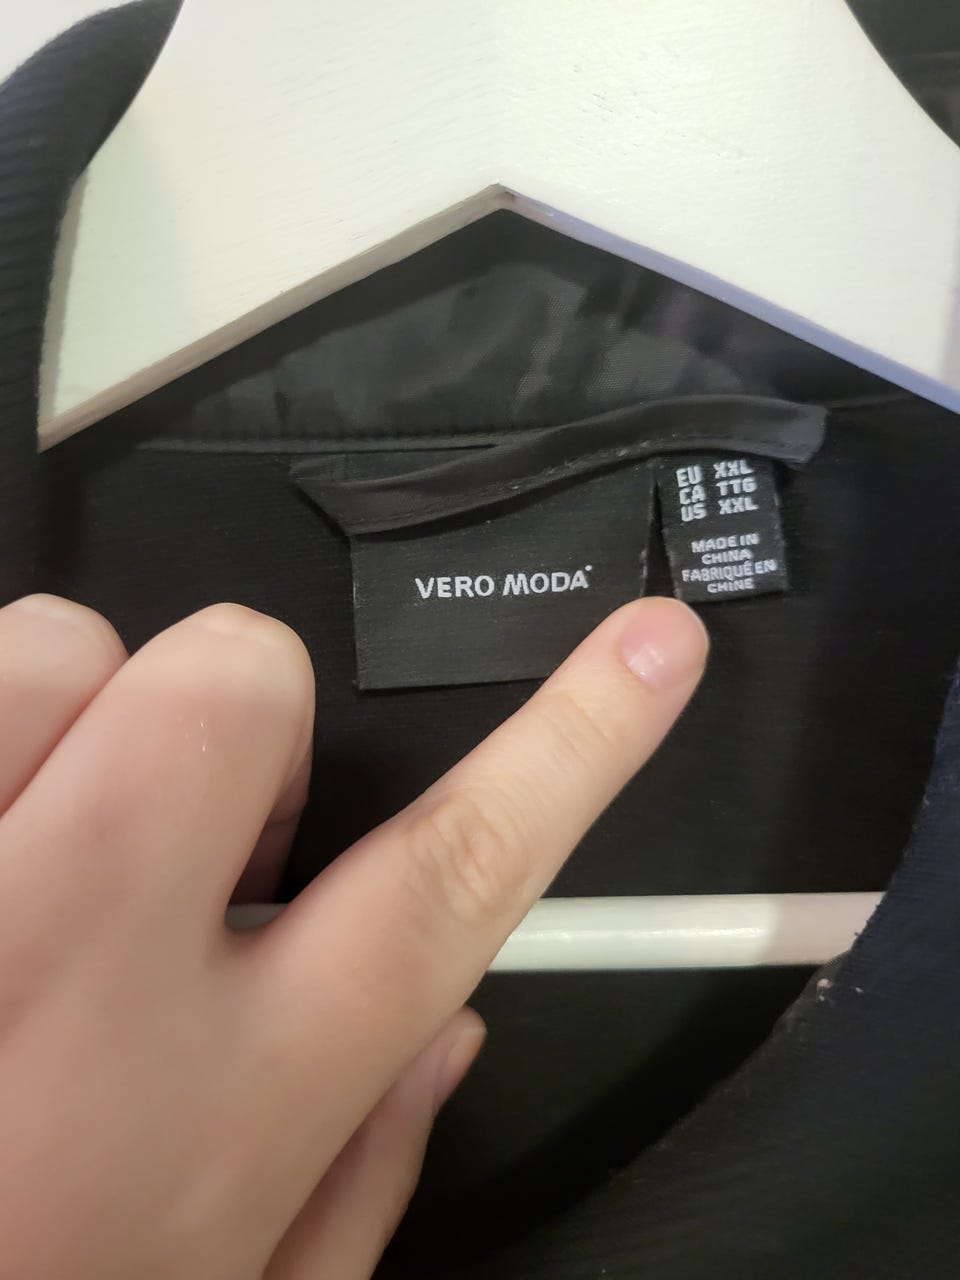 VERO MODA
EU XXL
CA TTG
US XXL
MADE IN
CHINA
FABRIQUÉ EN
CHINE